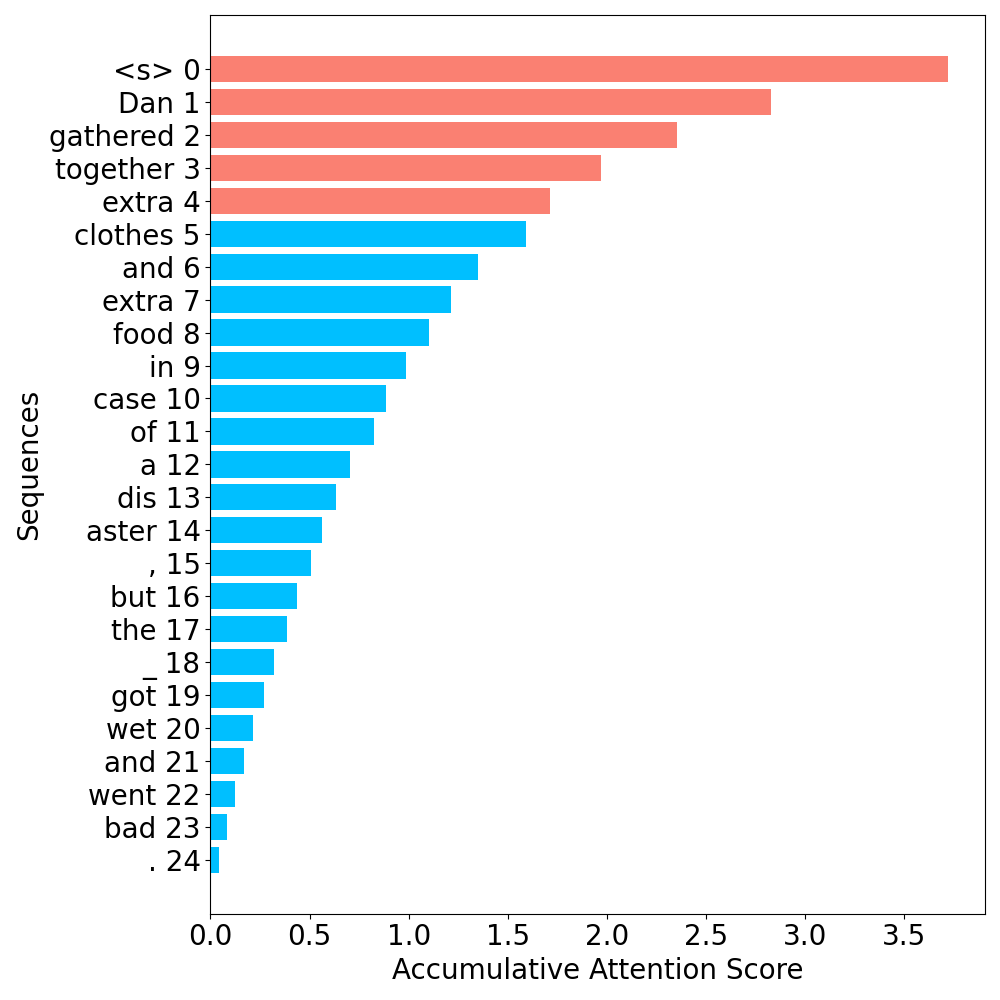 <s> 0
Dan 1
gathered 2
together 3
extra 4
clothes 5
and 6
extra 7
food 8
in 9
case 10
of 11
a 12
dis 13
aster 14
, 15
but 16
the 17
_ 18
got 19
wet 20
and 21
went 22
bad 23
. 24
Sequences
0.0 0.5 1.0 1.5 2.0 2.5 3.0 3.5
Accumulative Attention Score